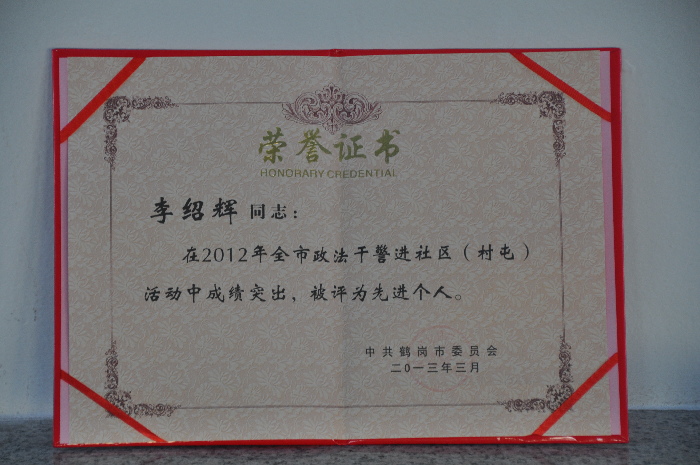 荣誉证书
HONORARY CREDENTIAL
李绍辉 同志：
在2012年全市政法干警进社区（村屯）
活动中成绩突出，被评为先进个人。
中共鹤岗市委员会
二〇一三年三月